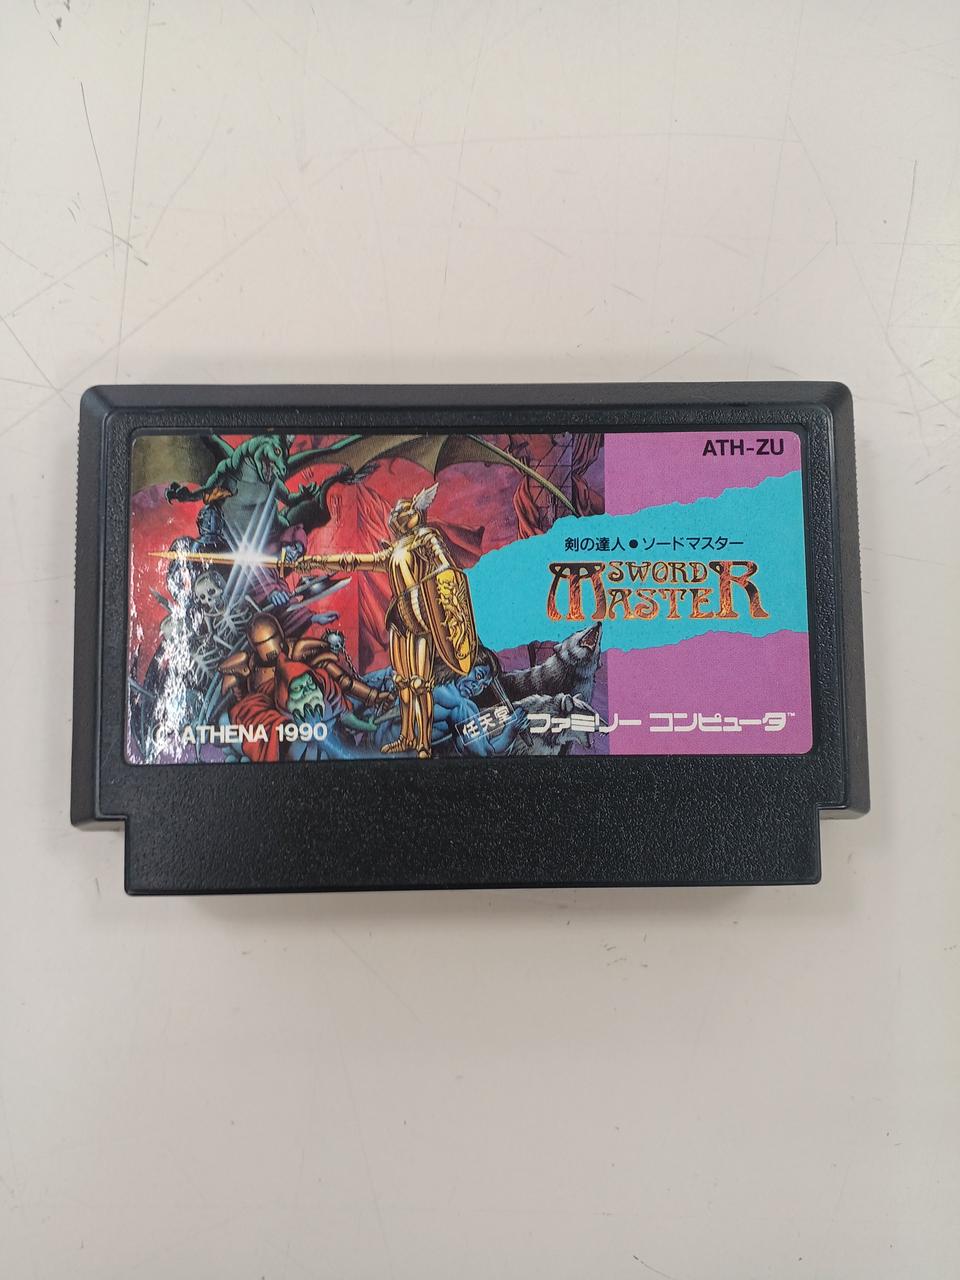 ATH-ZU
剣の達人●ソードマスター
SWORD
MASTER
任天堂 ファミリー コンピュータ™
© ATHENA 1990